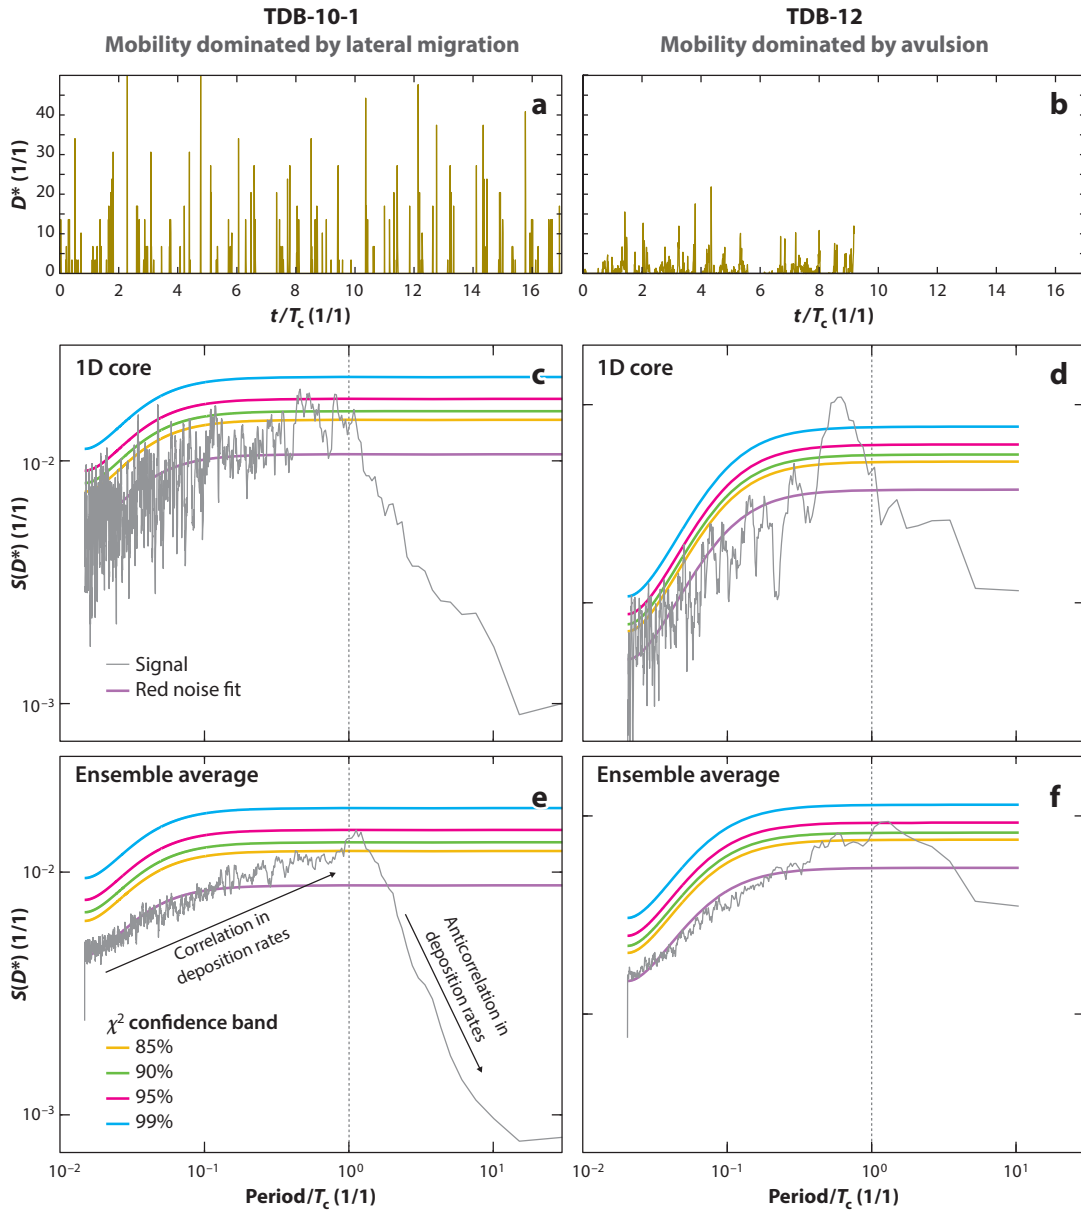 TDB-10-1
Mobility dominated by lateral migration
TDB-12
Mobility dominated by avulsion
a
D* (1/1)
40
30
20
10
0
0 2 4 6 8 10 12 14 16
t/Tc (1/1)
b
0 2 4 6 8 10 12 14 16
t/Tc (1/1)
1D core
c
S(D*) (1/1)
10⁻²
10⁻³
Signal
Red noise fit
1D core
d
Ensemble average
e
S(D*) (1/1)
10⁻²
10⁻³
Correlation in
deposition rates
Anticorrelation in
deposition rates
χ² confidence band
85%
90%
95%
99%
10⁻² 10⁻¹ 10⁰ 10¹
Period/Tc (1/1)
Ensemble average
f
10⁻² 10⁻¹ 10⁰ 10¹
Period/Tc (1/1)